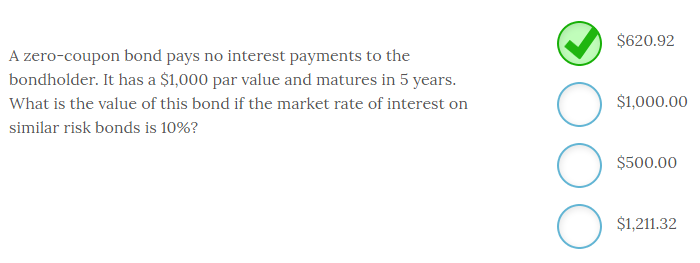 A zero-coupon bond pays no interest payments to the
bondholder. It has a $1,000 par value and matures in 5 years.
What is the value of this bond if the market rate of interest on
similar risk bonds is 10%?
$620.92
$1,000.00
$500.00
$1,211.32